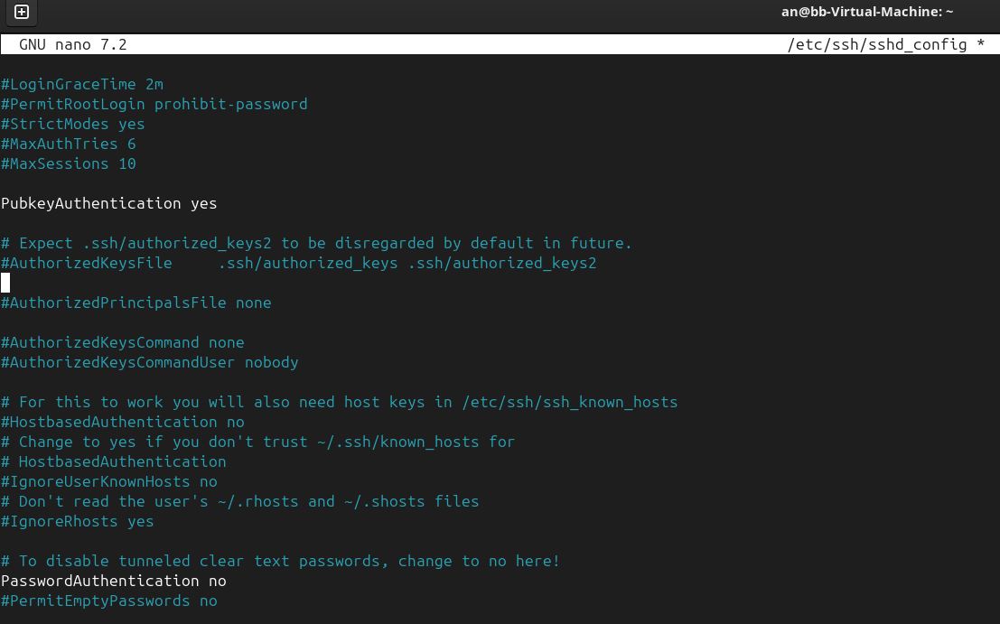 an@bb-Virtual-Machine: ~
GNU nano 7.2 /etc/ssh/sshd_config *
#LoginGraceTime 2m
#PermitRootLogin prohibit-password
#StrictModes yes
#MaxAuthTries 6
#MaxSessions 10
PubkeyAuthentication yes
# Expect .ssh/authorized_keys2 to be disregarded by default in future.
#AuthorizedKeysFile     .ssh/authorized_keys .ssh/authorized_keys2
#AuthorizedPrincipalsFile none
#AuthorizedKeysCommand none
#AuthorizedKeysCommandUser nobody
# For this to work you will also need host keys in /etc/ssh/ssh_known_hosts
#HostbasedAuthentication no
# Change to yes if you don't trust ~/.ssh/known_hosts for
# HostbasedAuthentication
#IgnoreUserKnownHosts no
# Don't read the user's ~/.rhosts and ~/.shosts files
#IgnoreRhosts yes
# To disable tunneled clear text passwords, change to no here!
PasswordAuthentication no
#PermitEmptyPasswords no